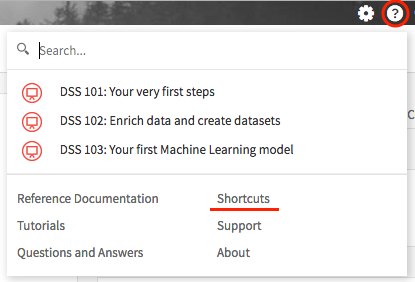 ?
Search...
DSS 101: Your very first steps
DSS 102: Enrich data and create datasets
DSS 103: Your first Machine Learning model
Reference Documentation
Shortcuts
Tutorials
Support
Questions and Answers
About